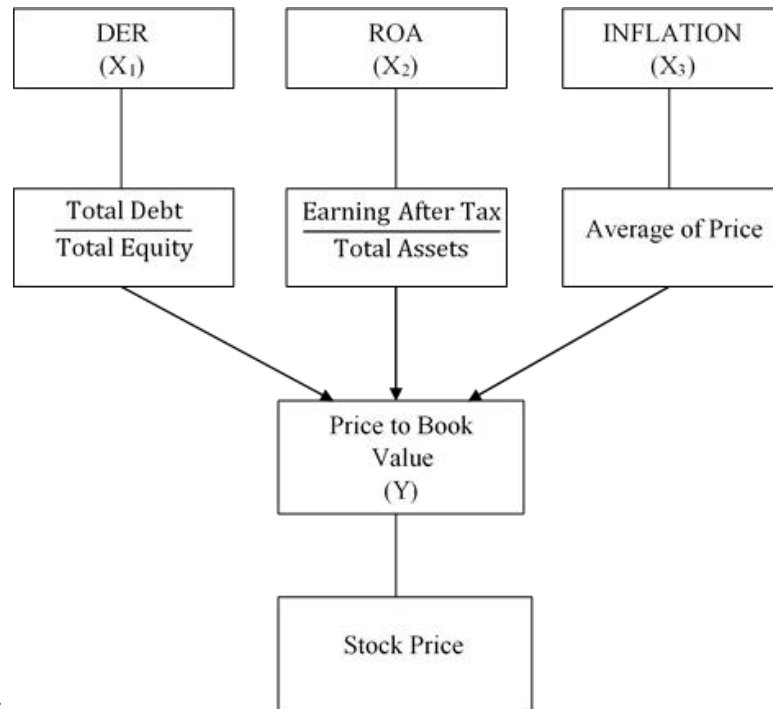 DER
(X₁)
ROA
(X₂)
INFLATION
(X₃)
Total Debt
Total Equity
Earning After Tax
Total Assets
Average of Price
Price to Book
Value
(Y)
Stock Price